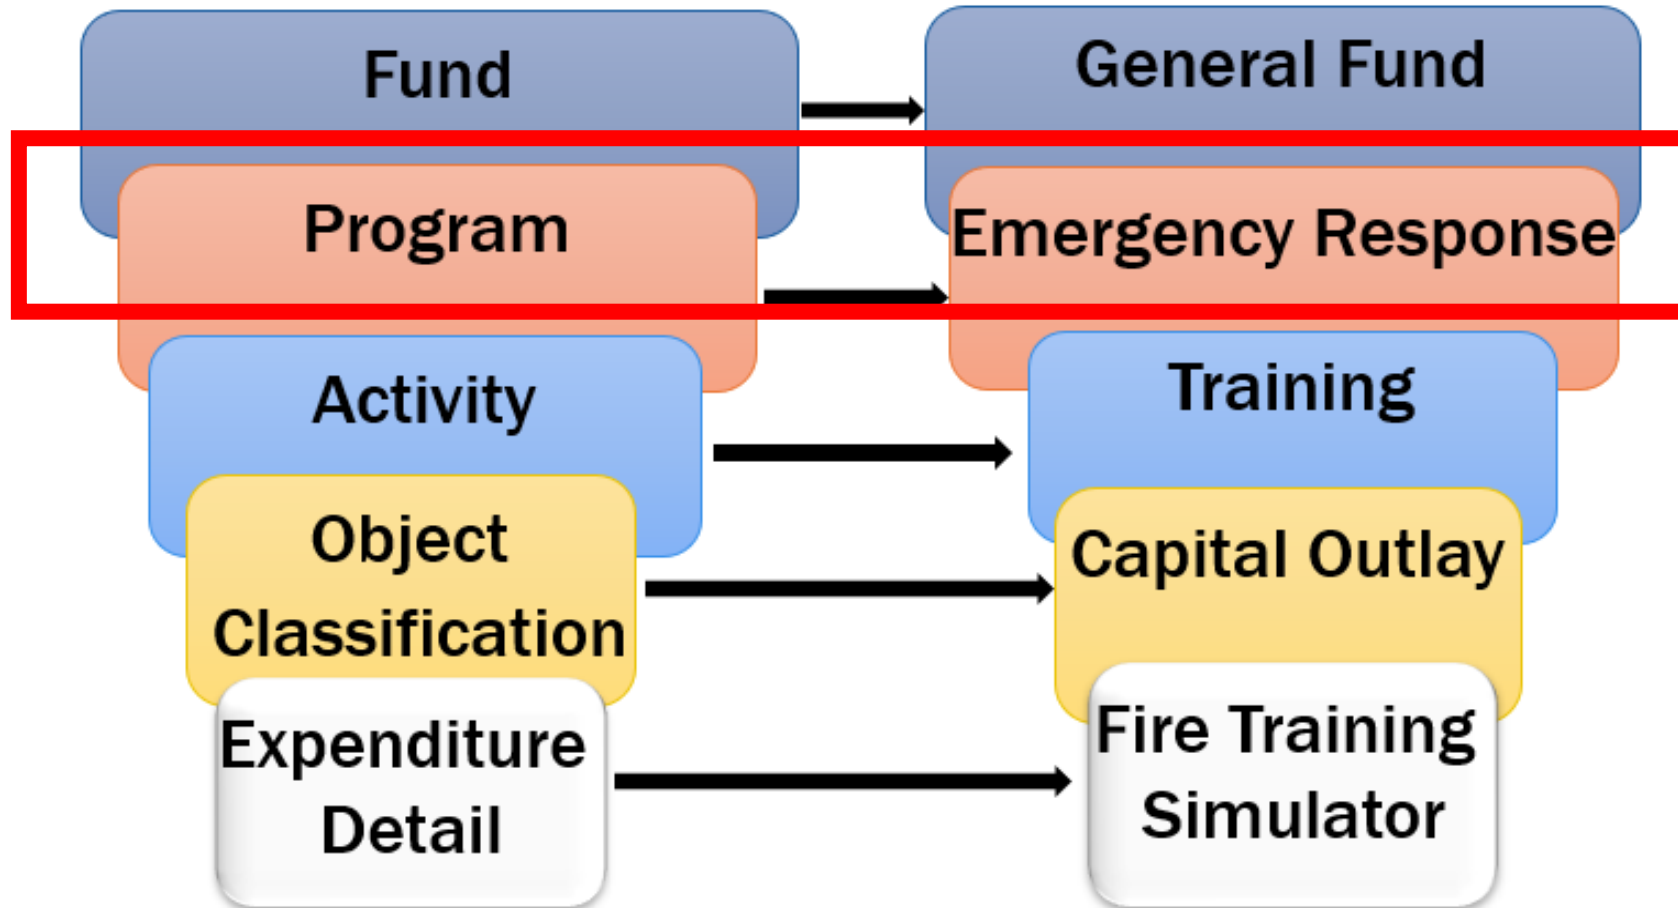 Fund
General Fund
Program
Emergency Response
Activity
Training
Object
Classification
Capital Outlay
Expenditure
Detail
Fire Training
Simulator